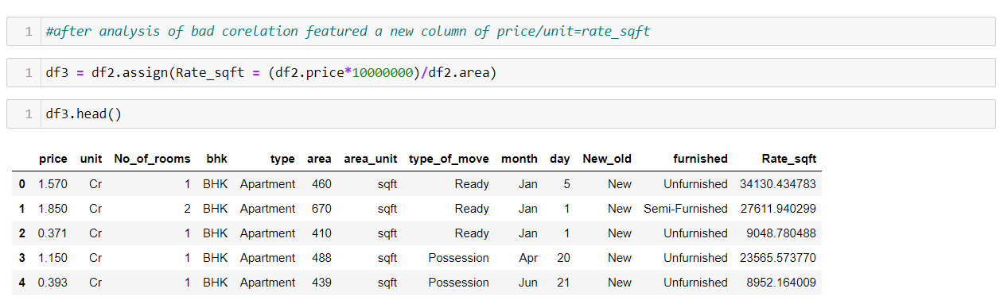 1 #after analysis of bad corelation featured a new column of price/unit=rate_sqft
1 df3 = df2.assign(Rate_sqft = (df2.price*10000000)/df2.area)
1 df3.head()
price unit No_of_rooms bhk type area area_unit type_of_move month day New_old furnished Rate_sqft
0 1.570 Cr 1 BHK Apartment 460 sqft Ready Jan 5 New Unfurnished 34130.434783
1 1.850 Cr 2 BHK Apartment 670 sqft Ready Jan 1 New Semi-Furnished 27611.940299
2 0.371 Cr 1 BHK Apartment 410 sqft Ready Jan 1 New Unfurnished 9048.780488
3 1.150 Cr 1 BHK Apartment 488 sqft Possession Apr 20 New Unfurnished 23565.573770
4 0.393 Cr 1 BHK Apartment 439 sqft Possession Jun 21 New Unfurnished 8952.164009